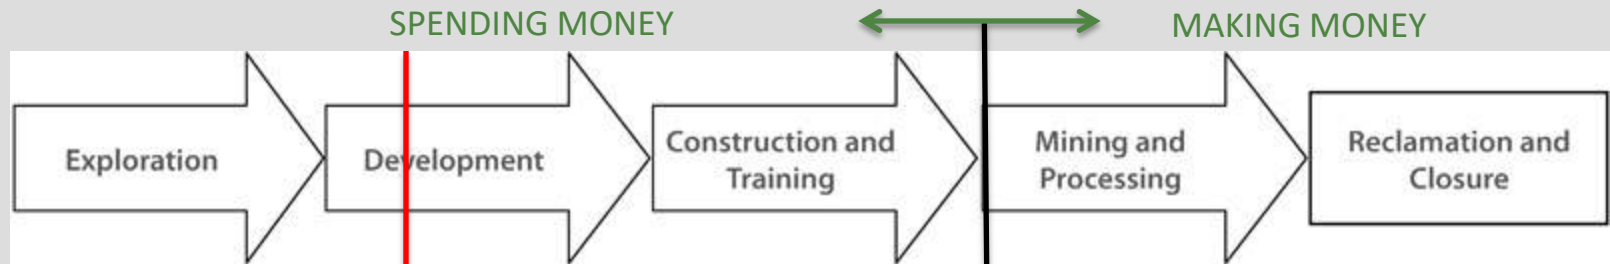 SPENDING MONEY
MAKING MONEY
Exploration
Development
Construction and
Training
Mining and
Processing
Reclamation and
Closure